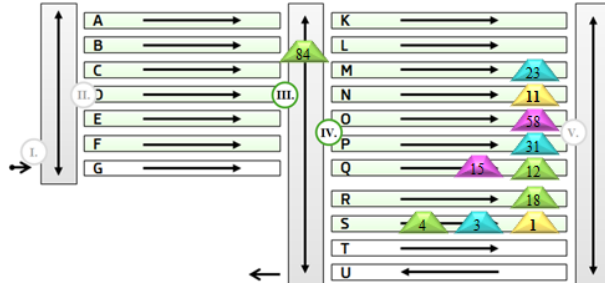 A K
B 84 L
C M 23
II. D III. N 11
E O 58
IV. V.
I. F P 31
G Q 15 12
R 18
S 4 3 1
T
U